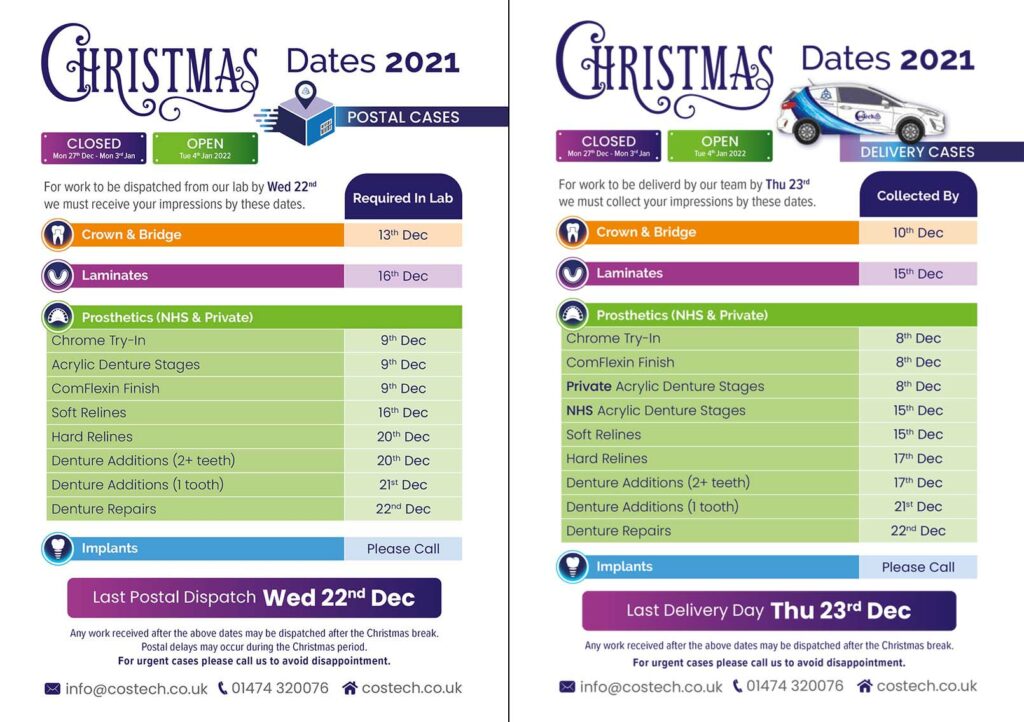 CHRISTMAS Dates 2021
POSTAL CASES
CLOSED
Mon 27th Dec - Mon 3rd Jan
OPEN
Tue 4th Jan 2022
For work to be dispatched from our lab by Wed 22nd
we must receive your impressions by these dates.
Required In Lab
Crown & Bridge 13th Dec
Laminates 16th Dec
Prosthetics (NHS & Private)
Chrome Try-In 9th Dec
Acrylic Denture Stages 9th Dec
ComFlexin Finish 9th Dec
Soft Relines 16th Dec
Hard Relines 20th Dec
Denture Additions (2+ teeth) 20th Dec
Denture Additions (1 tooth) 21st Dec
Denture Repairs 22nd Dec
Implants Please Call
Last Postal Dispatch Wed 22nd Dec
Any work received after the above dates may be dispatched after the Christmas break.
Postal delays may occur during the Christmas period.
For urgent cases please call us to avoid disappointment.
info@costech.co.uk 01474 320076 costech.co.uk
CHRISTMAS Dates 2021
costech
DELIVERY CASES
CLOSED
Mon 27th Dec - Mon 3rd Jan
OPEN
Tue 4th Jan 2022
For work to be deliverd by our team by Thu 23rd
we must collect your impressions by these dates.
Collected By
Crown & Bridge 10th Dec
Laminates 15th Dec
Prosthetics (NHS & Private)
Chrome Try-In 8th Dec
ComFlexin Finish 8th Dec
Private Acrylic Denture Stages 8th Dec
NHS Acrylic Denture Stages 15th Dec
Soft Relines 15th Dec
Hard Relines 17th Dec
Denture Additions (2+ teeth) 17th Dec
Denture Additions (1 tooth) 21st Dec
Denture Repairs 22nd Dec
Implants Please Call
Last Delivery Day Thu 23rd Dec
Any work received after the above dates may be dispatched after the Christmas break.
For urgent cases please call us to avoid disappointment.
info@costech.co.uk 01474 320076 costech.co.uk